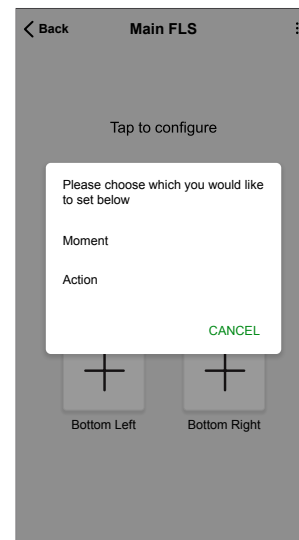 Back
Main FLS
Tap to configure
Please choose which you would like
to set below
Moment
Action
CANCEL
Bottom Left
Bottom Right